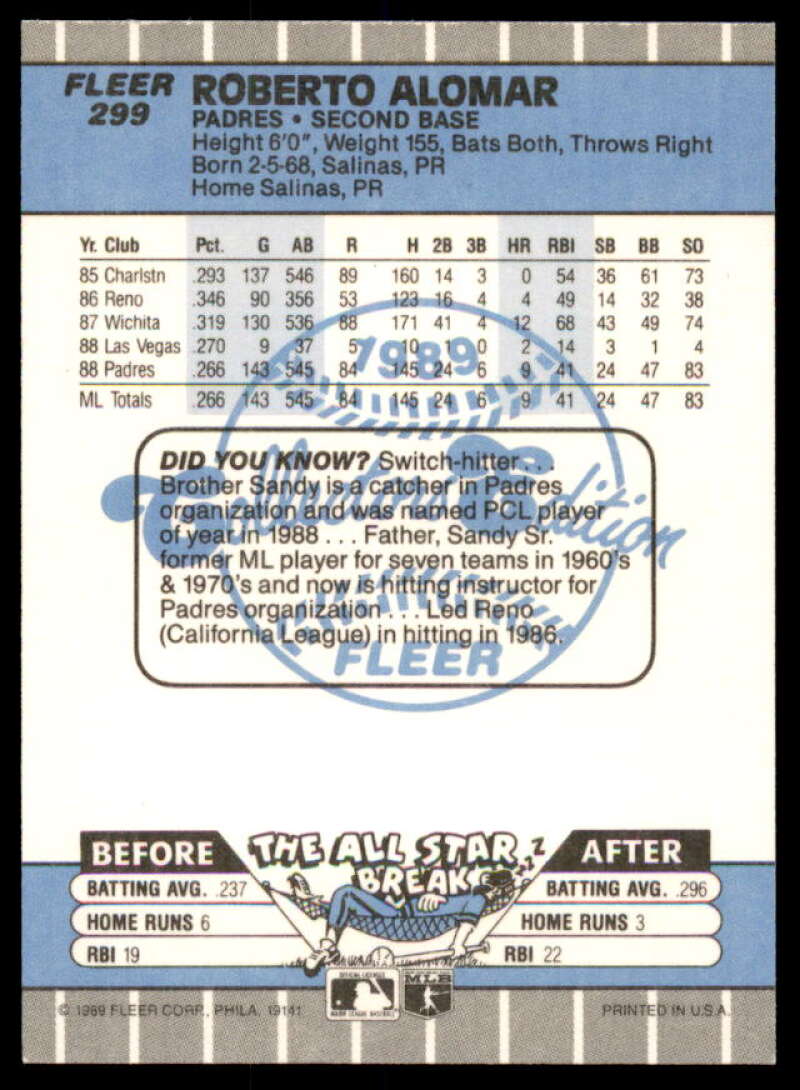 FLEER
299
ROBERTO ALOMAR
PADRES • SECOND BASE
Height 6'0", Weight 155, Bats Both, Throws Right
Born 2-5-68, Salinas, PR
Home Salinas, PR
Yr. Club Pct. G AB R H 2B 3B HR RBI SB BB SO
85 Charlstn .293 137 546 89 160 14 3 0 54 36 61 73
86 Reno .346 90 356 53 123 16 4 4 49 14 32 38
87 Wichita .319 130 536 88 171 41 4 12 68 43 49 74
88 Las Vegas .270 9 37 5 10 1 0 2 14 3 1 4
88 Padres .266 143 545 84 145 24 6 9 41 24 47 83
ML Totals .266 143 545 84 145 24 6 9 41 24 47 83
1989
Collectors' Edition
FLEER
DID YOU KNOW? Switch-hitter . . .
Brother Sandy is a catcher in Padres
organization and was named PCL player
of year in 1988 . . . Father, Sandy Sr.
former ML player for seven teams in 1960's
& 1970's and now is hitting instructor for
Padres organization . . . Led Reno
(California League) in hitting in 1986.
BEFORE THE ALL STAR BREAK AFTER
Z Z Z
BATTING AVG. .237 BATTING AVG. .296
HOME RUNS 6 HOME RUNS 3
RBI 19 RBI 22
OFFICIAL LICENSEE
MAJOR LEAGUE BASEBALL
MLB
© 1989 FLEER CORP., PHILA. 19141 PRINTED IN U.S.A.